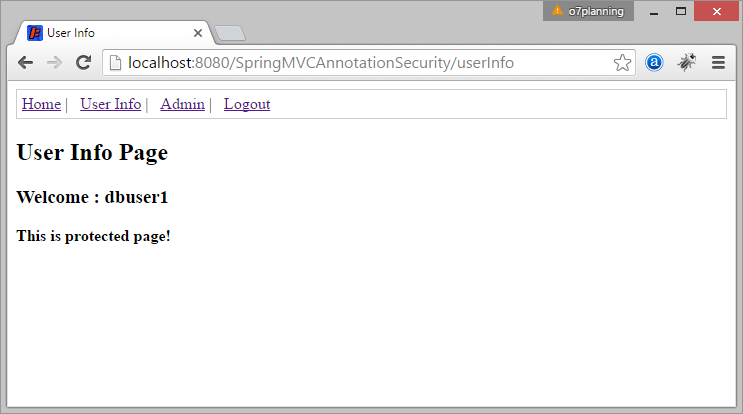 o7planning
User Info
localhost:8080/SpringMVCAnnotationSecurity/userInfo
Home | User Info | Admin | Logout
User Info Page
Welcome : dbuser1
This is protected page!